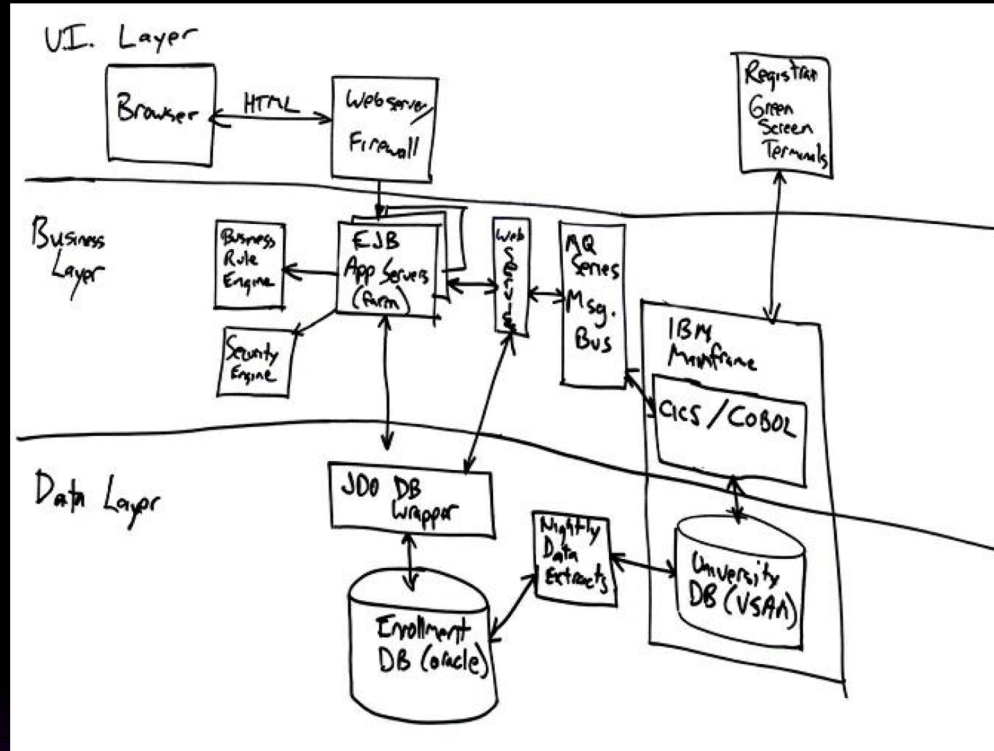 UI. Layer
Browser
HTML
Webserver/
Firewall
Registrar
Green
Screen
Terminals
Business
Layer
Business
Rule
Engine
Security
Engine
EJB
App Servers
(farm)
Web
Services
MQ
Series
Msg.
Bus
IBM
Mainframe
CICS / COBOL
Data Layer
JDO DB
Wrapper
Enrollment
DB (oracle)
Nightly
Data
Extracts
University
DB (VSAM)